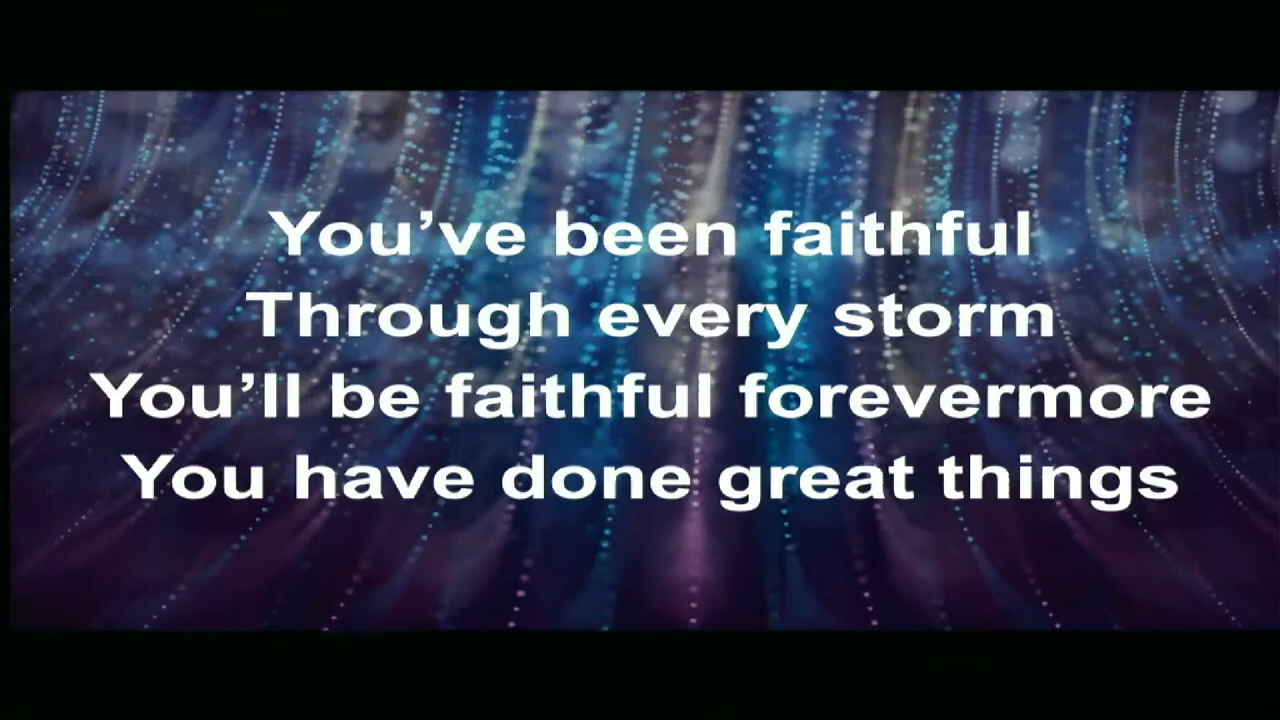 You’ve been faithful
Through every storm
You’ll be faithful forevermore
You have done great things